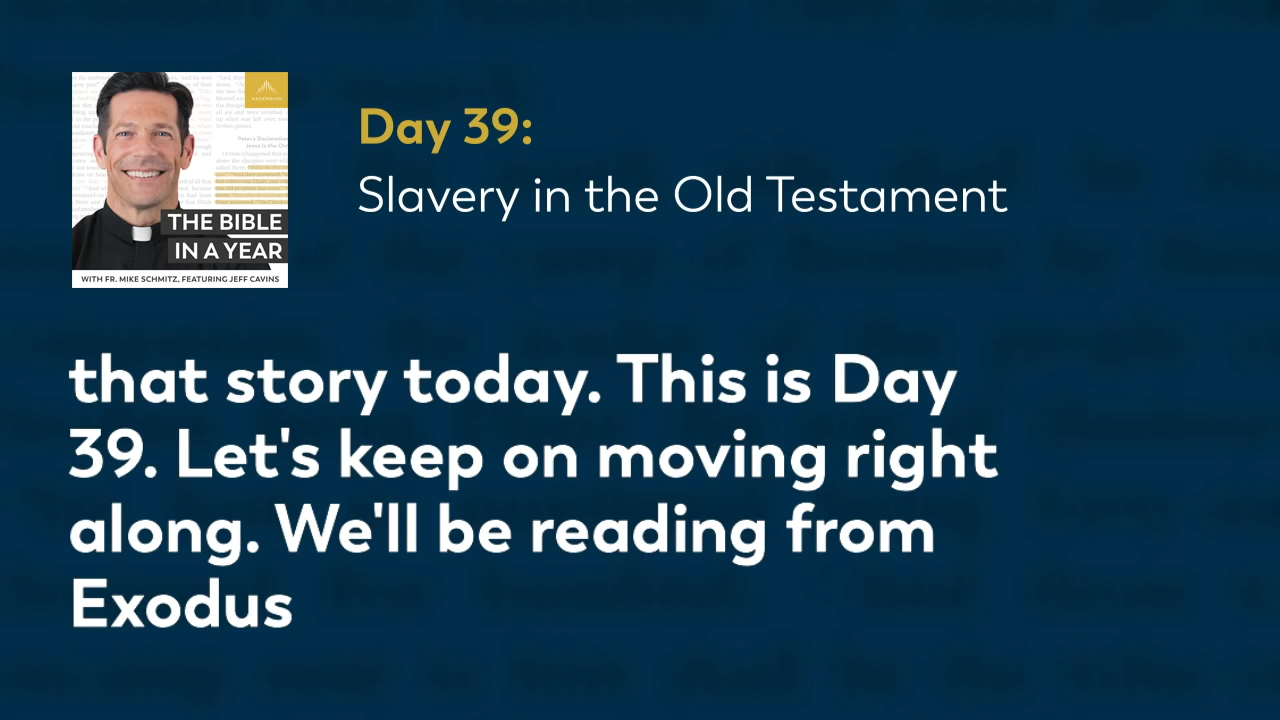 ASCENSION
THE BIBLE
IN A YEAR
WITH FR. MIKE SCHMITZ, FEATURING JEFF CAVINS
Day 39:
Slavery in the Old Testament
that story today. This is Day
39. Let's keep on moving right
along. We'll be reading from
Exodus